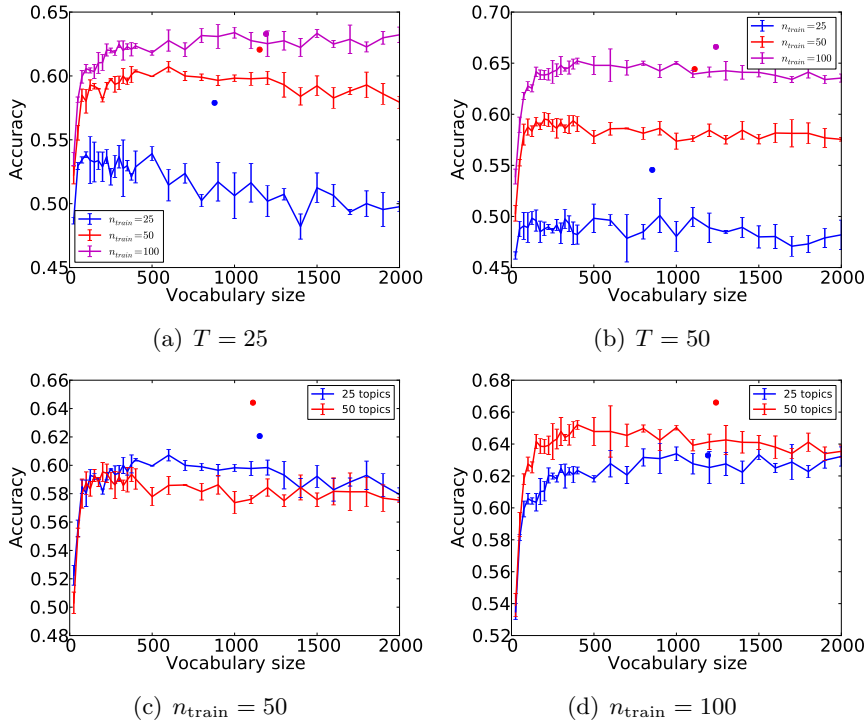 0.65
0.60
0.55
0.50
0.45
Accuracy
n_train=25
n_train=50
n_train=100
0 500 1000 1500 2000
Vocabulary size
(a) T = 25
0.70
0.65
0.60
0.55
0.50
0.45
Accuracy
n_train=25
n_train=50
n_train=100
0 500 1000 1500 2000
Vocabulary size
(b) T = 50
0.66
0.64
0.62
0.60
0.58
0.56
0.54
0.52
0.50
0.48
Accuracy
25 topics
50 topics
0 500 1000 1500 2000
Vocabulary size
(c) n_train = 50
0.68
0.66
0.64
0.62
0.60
0.58
0.56
0.54
0.52
Accuracy
25 topics
50 topics
0 500 1000 1500 2000
Vocabulary size
(d) n_train = 100